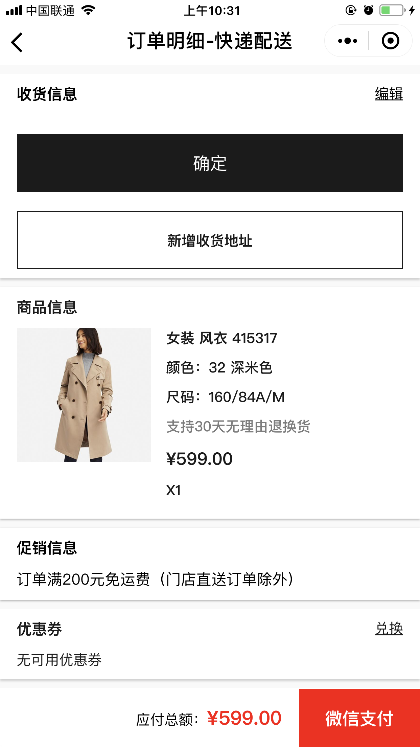 中国联通
上午10:31
订单明细-快递配送
收货信息
编辑
确定
新增收货地址
商品信息
女装 风衣 415317
颜色：32 深米色
尺码：160/84A/M
支持30天无理由退换货
¥599.00
X1
促销信息
订单满200元免运费（门店直送订单除外）
优惠券
兑换
无可用优惠券
应付总额：¥599.00
微信支付